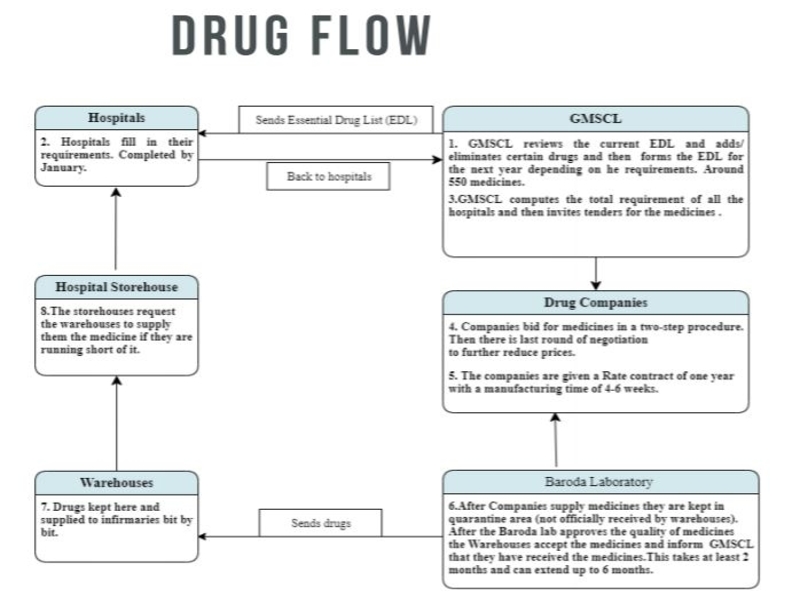 DRUG FLOW
Hospitals
2. Hospitals fill in their
requirements. Completed by
January.
Sends Essential Drug List (EDL)
Back to hospitals
GMSCL
1. GMSCL reviews the current EDL and adds/
eliminates certain drugs and then forms the EDL for
the next year depending on he requirements. Around
550 medicines.
3.GMSCL computes the total requirement of all the
hospitals and then invites tenders for the medicines .
Hospital Storehouse
8.The storehouses request
the warehouses to supply
them the medicine if they are
running short of it.
Drug Companies
4. Companies bid for medicines in a two-step procedure.
Then there is last round of negotiation
to further reduce prices.
5. The companies are given a Rate contract of one year
with a manufacturing time of 4-6 weeks.
Warehouses
7. Drugs kept here and
supplied to infirmaries bit by
bit.
Sends drugs
Baroda Laboratory
6.After Companies supply medicines they are kept in
quarantine area (not officially received by warehouses).
After the Baroda lab approves the quality of medicines
the Warehouses accept the medicines and inform GMSCL
that they have received the medicines.This takes at least 2
months and can extend up to 6 months.